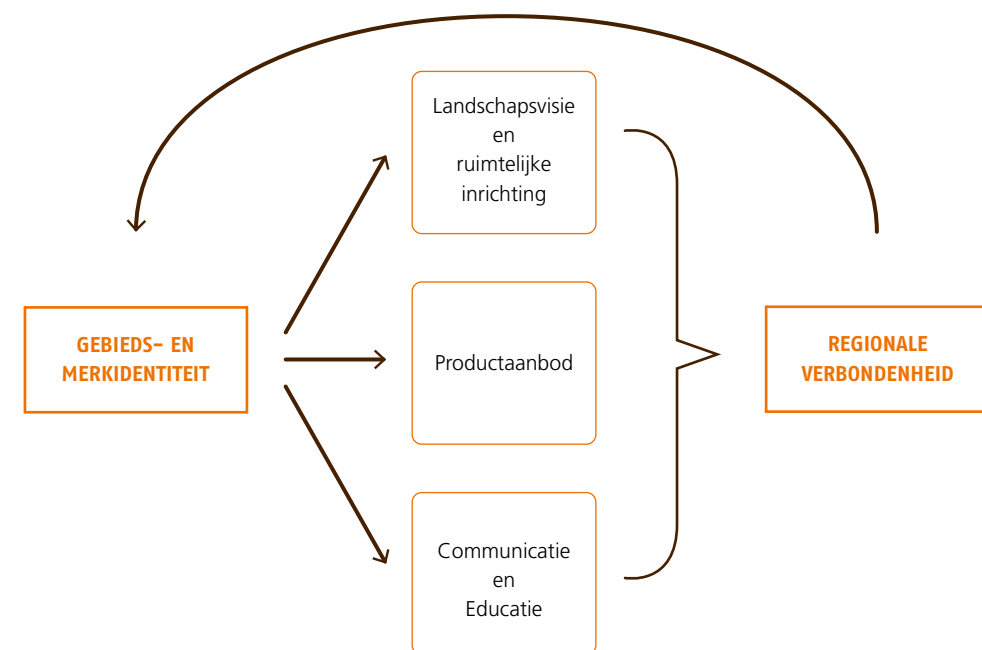 Landschapsvisie
en
ruimtelijke
inrichting
GEBIEDS- EN
MERKIDENTITEIT
Productaanbod
REGIONALE
VERBONDENHEID
Communicatie
en
Educatie